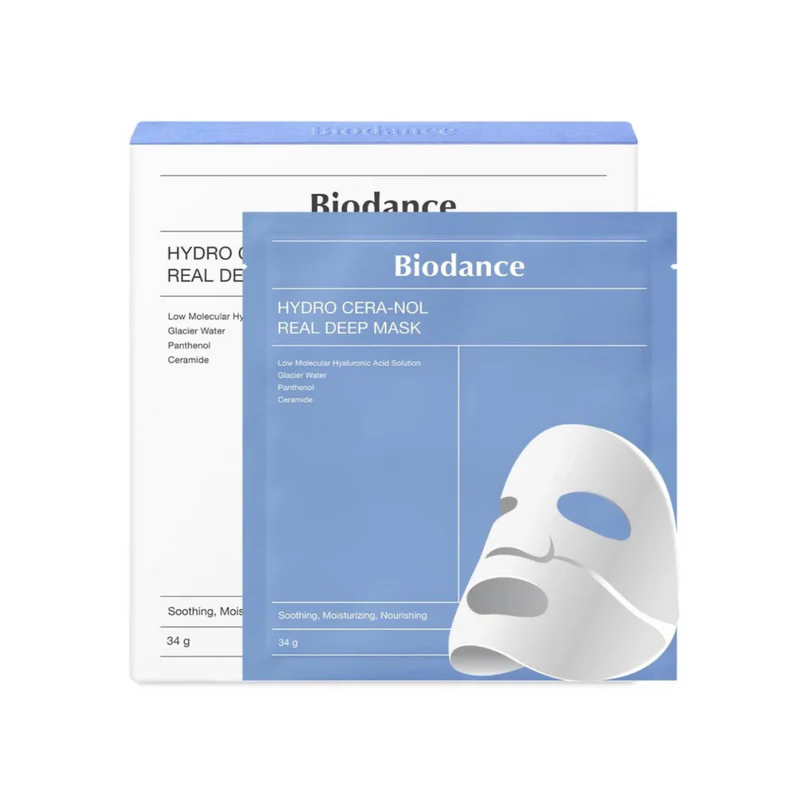 Biodance
Biodance
HYDRO C
REAL DE
Low Molecular Hy
Glacier Water
Panthenol
Ceramide
Soothing, Mois
34 g
Biodance
HYDRO CERA-NOL
REAL DEEP MASK
Low Molecular Hyaluronic Acid Solution
Glacier Water
Panthenol
Ceramide
Soothing, Moisturizing, Nourishing
34 g